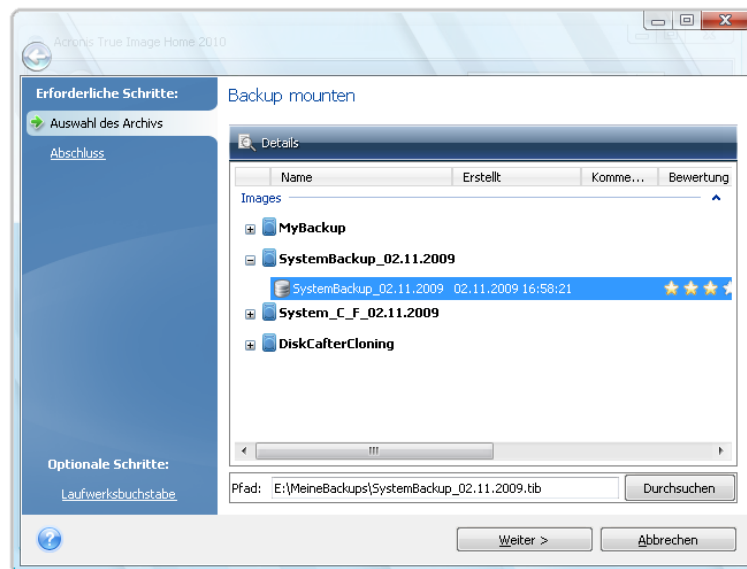 Acronis True Image Home 2010
Erforderliche Schritte:
Auswahl des Archivs
Abschluss
Optionale Schritte:
Laufwerksbuchstabe
Backup mounten
Details
Name Erstellt Komme... Bewertung
Images
MyBackup
SystemBackup_02.11.2009
SystemBackup_02.11.2009 02.11.2009 16:58:21
System_C_F_02.11.2009
DiskCafterCloning
Pfad: E:\MeineBackups\SystemBackup_02.11.2009.tib Durchsuchen
Weiter > Abbrechen